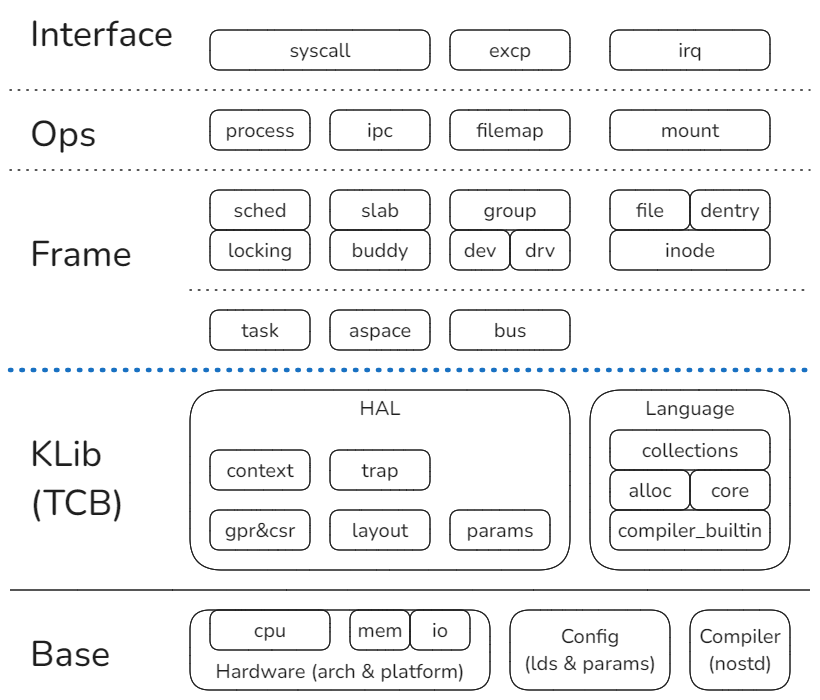 Interface
syscall
excp
irq
Ops
process
ipc
filemap
mount
Frame
sched
slab
group
file
dentry
locking
buddy
dev
drv
inode
task
aspace
bus
KLib
(TCB)
HAL
context
trap
gpr&csr
layout
params
Language
collections
alloc
core
compiler_builtin
Base
cpu
mem
io
Hardware (arch & platform)
Config
(lds & params)
Compiler
(nostd)